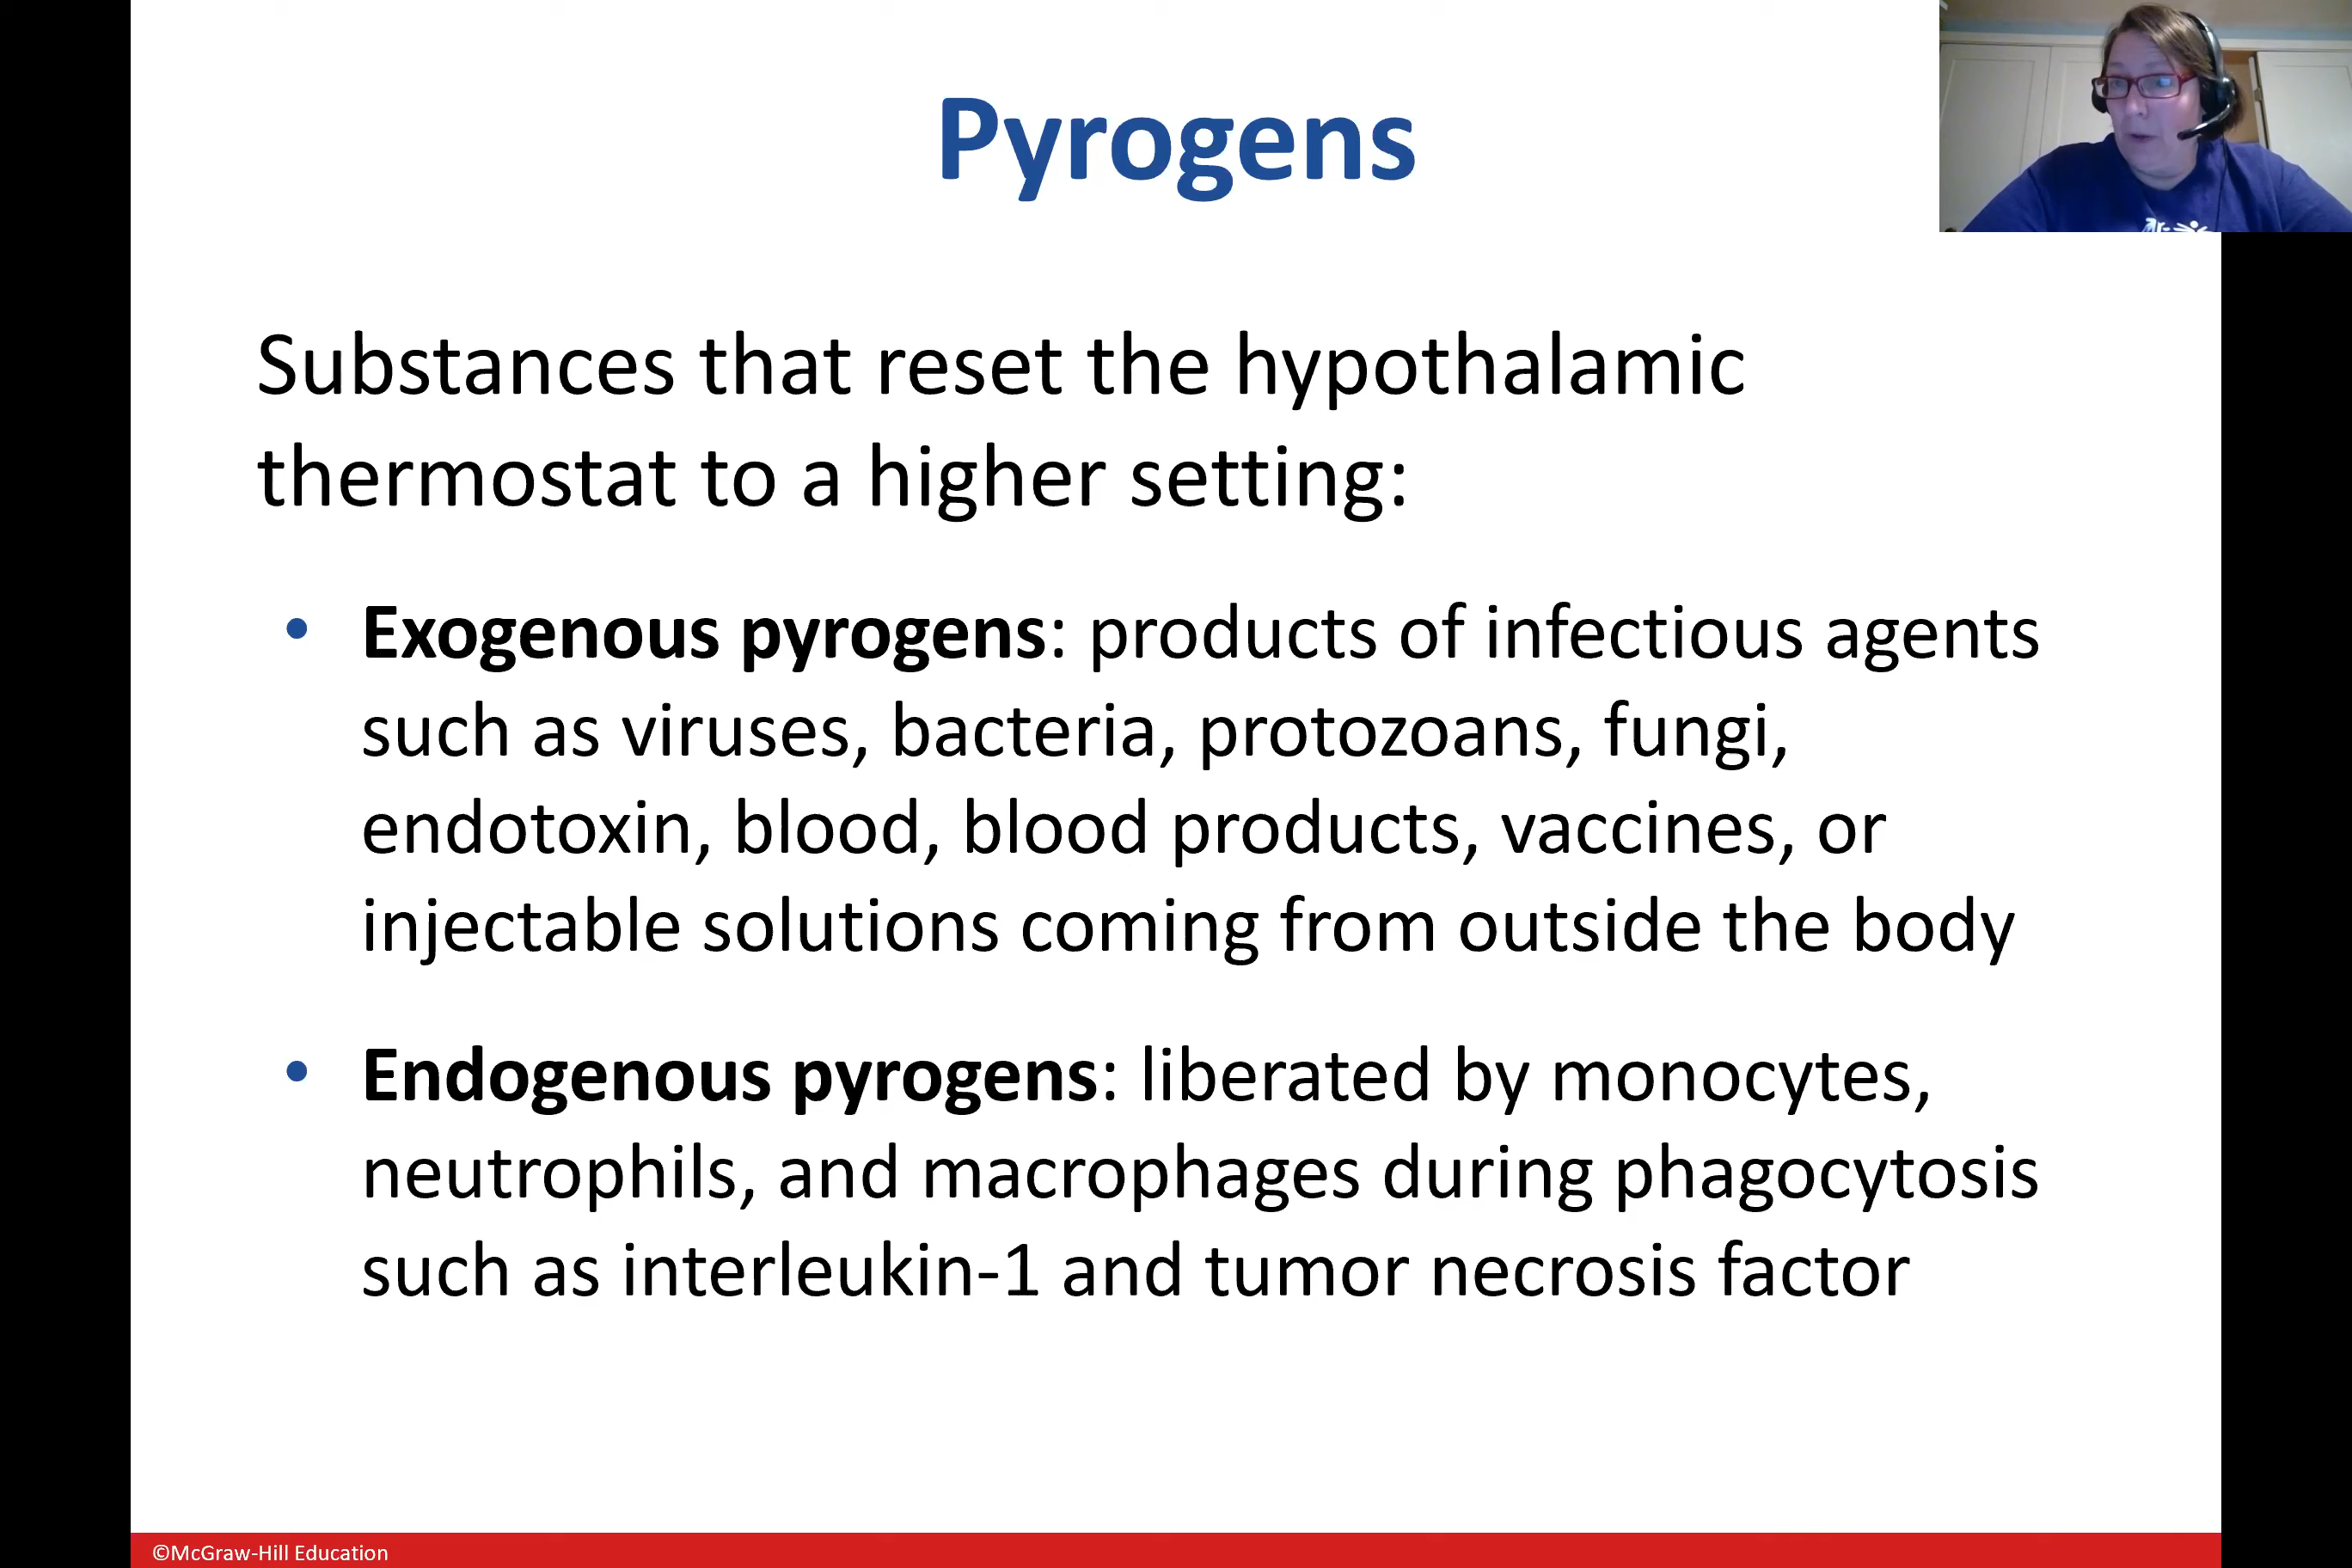 Pyrogens
Substances that reset the hypothalamic
thermostat to a higher setting:
• Exogenous pyrogens: products of infectious agents
such as viruses, bacteria, protozoans, fungi,
endotoxin, blood, blood products, vaccines, or
injectable solutions coming from outside the body
• Endogenous pyrogens: liberated by monocytes,
neutrophils, and macrophages during phagocytosis
such as interleukin-1 and tumor necrosis factor
©McGraw-Hill Education